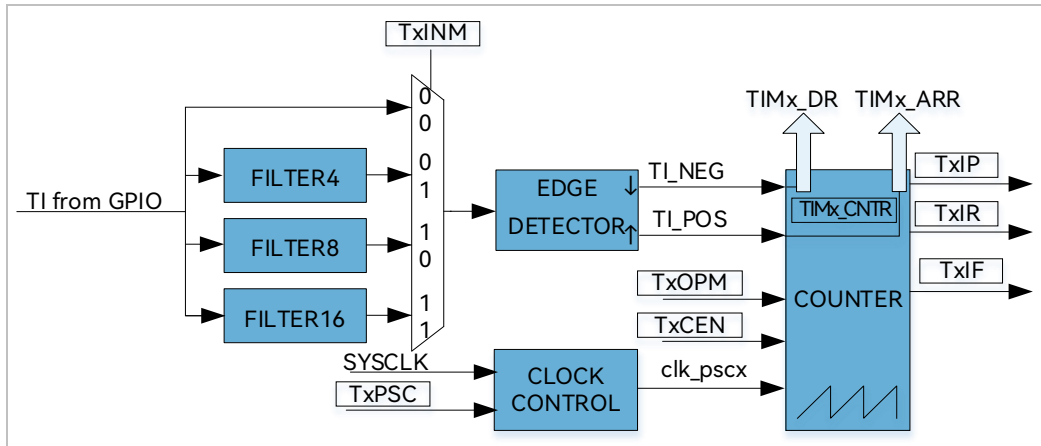 TxINM
0
0
0
1
1
0
1
1
TI from GPIO
FILTER4
FILTER8
FILTER16
EDGE ↓
DETECTOR↑
TI_NEG
TI_POS
TIMx_DR
TIMx_ARR
TIMx_CNTR
COUNTER
TxIP
TxIR
TxIF
TxOPM
TxCEN
clk_pscx
SYSCLK
TxPSC
CLOCK
CONTROL